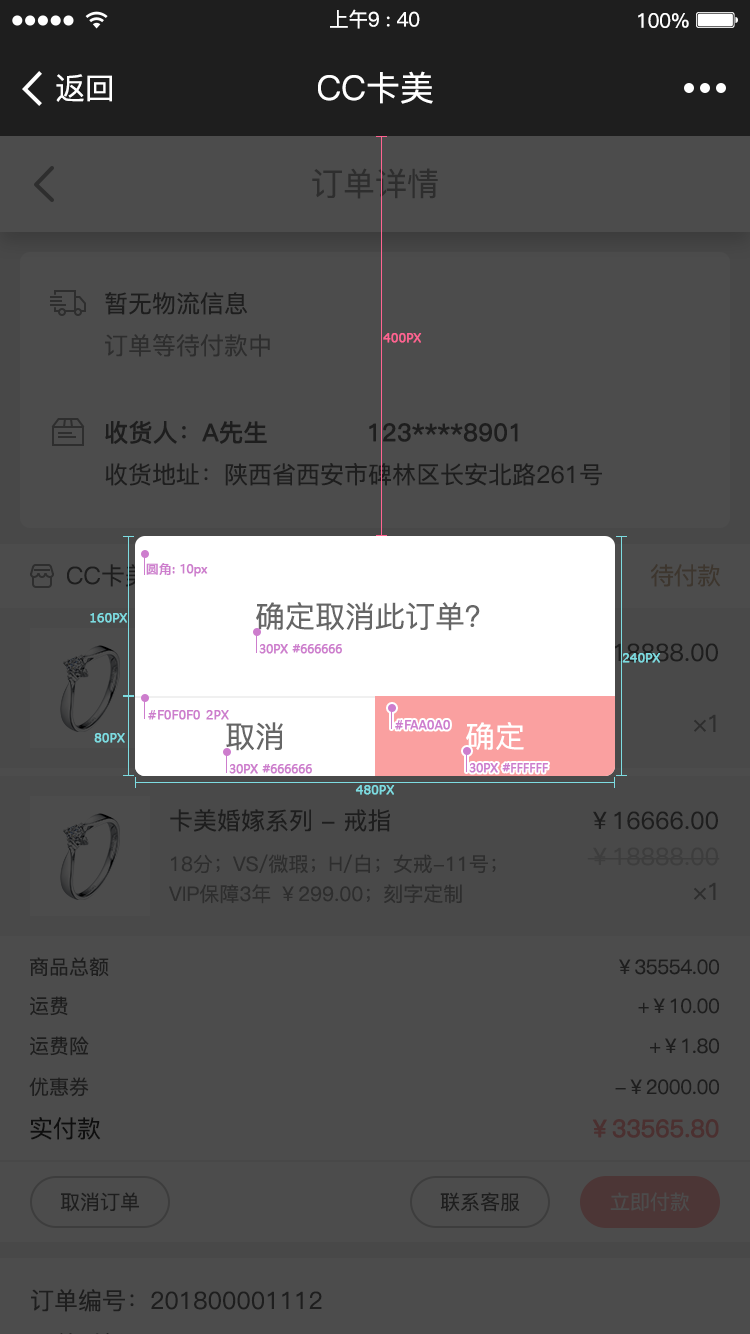 上午9 : 40
100%
返回
CC卡美
订单详情
400PX
暂无物流信息
订单等待付款中
收货人：A先生 123****8901
收货地址：陕西省西安市碑林区长安北路261号
圆角: 10px
CC卡
待付款
确定取消此订单？
160PX
30PX #666666
18888.00
240PX
#F0F0F0 2PX
#FAA0A0
×1
80PX
取消
确定
30PX #666666
30PX #FFFFFF
480PX
卡美婚嫁系列 – 戒指
￥16666.00
18分；VS/微瑕；H/白；女戒–11号；
￥18888.00
VIP保障3年 ￥299.00；刻字定制
×1
商品总额 ￥35554.00
运费 +￥10.00
运费险 +￥1.80
优惠券 –￥2000.00
实付款 ￥33565.80
取消订单
联系客服
立即付款
订单编号：201800001112